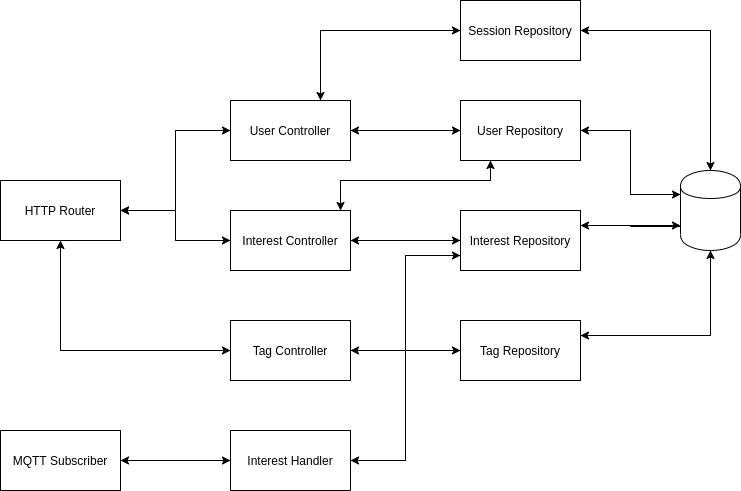 Session Repository
User Controller
User Repository
HTTP Router
Interest Controller
Interest Repository
Tag Controller
Tag Repository
MQTT Subscriber
Interest Handler